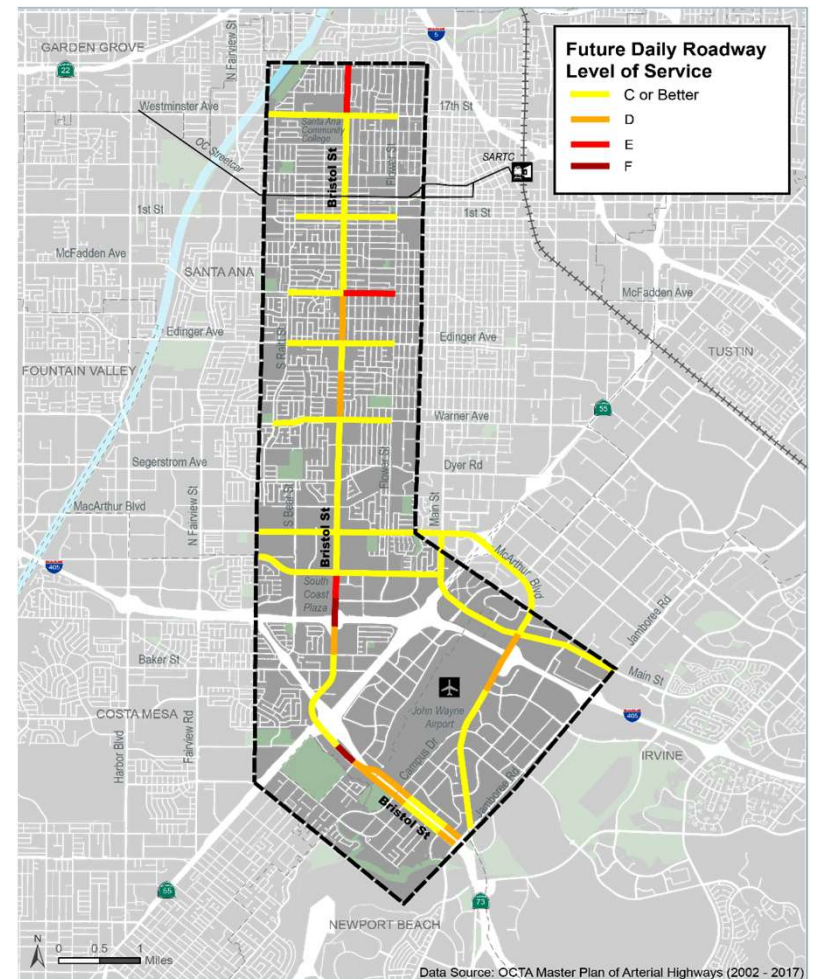 Future Daily Roadway
Level of Service
C or Better
D
E
F
GARDEN GROVE
22
N Fairview St
5
Westminster Ave
17th St
Santa Ana
Community
College
OC Streetcar
Bristol St
Flower St
SARTC
1st St
1st St
McFadden Ave
SANTA ANA
McFadden Ave
Edinger Ave
S Raitt St
Edinger Ave
TUSTIN
FOUNTAIN VALLEY
55
Warner Ave
Segerstrom Ave
Flower St
Dyer Rd
MacArthur Blvd
N Fairview St
S Bear St
Bristol St
Main St
405
McArthur Blvd
South
Coast
Plaza
Jamboree Rd
Baker St
Main St
COSTA MESA
John Wayne
Airport
405
Harbor Blvd
Fairview Rd
Campus Dr
IRVINE
Jamboree Rd
Bristol St
55
73
NEWPORT BEACH
N
0 0.5 1
Miles
Data Source: OCTA Master Plan of Arterial Highways (2002 - 2017)